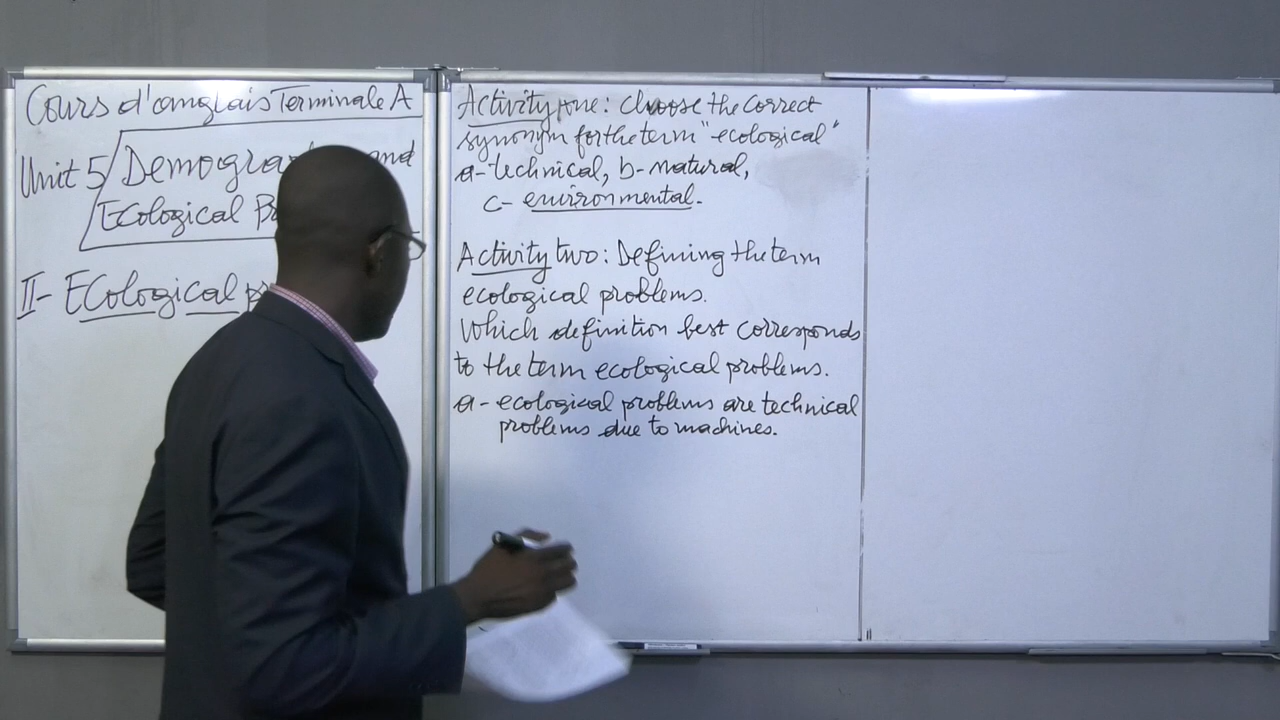 Cours d'anglais Terminale A
Unit 5 / Demogra and
Ecological
II- Ecological
Activity one: choose the correct
synonym for the term "ecological"
a- technical, b- natural,
c- environmental.
Activity two: Defining the term
ecological problems.
Which definition best corresponds
to the term ecological problems.
a- ecological problems are technical
problems due to machines.